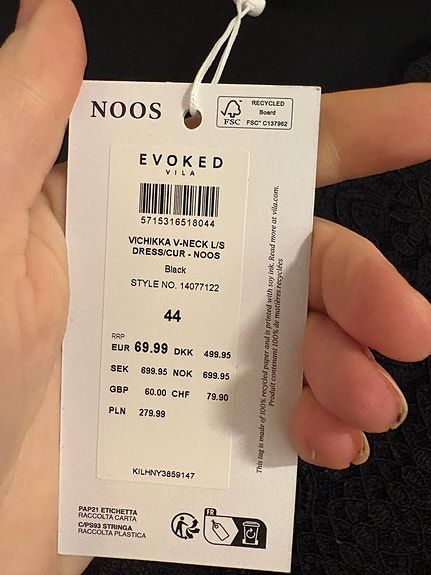 NOOS
RECYCLED
Board
FSC™ C137962
FSC
EVOKED
VILA
5715316518044
VICHIKKA V-NECK L/S
DRESS/CUR - NOOS
Black
STYLE NO. 14077122
44
RRP
EUR 69.99 DKK 499.95
SEK 699.95 NOK 699.95
GBP 60.00 CHF 79.90
PLN 279.99
KILHNY3859147
This tag is made of 100% recycled paper and is printed with soy ink. Read more at vila.com.
Produit contenant 100% de matières recyclées
PAP21 ETICHETTA
RACCOLTA CARTA
C/PS93 STRINGA
RACCOLTA PLASTICA
FR